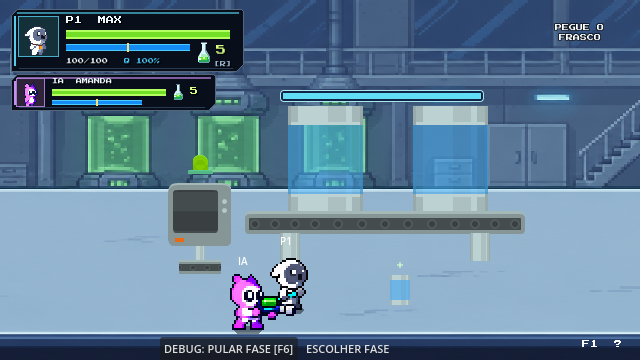 P1 MAX
100/100 Q 100%
5
[R]
IA AMANDA
5
PEGUE O
FRASCO
P1
IA
DEBUG: PULAR FASE [F6] ESCOLHER FASE
F1 ?